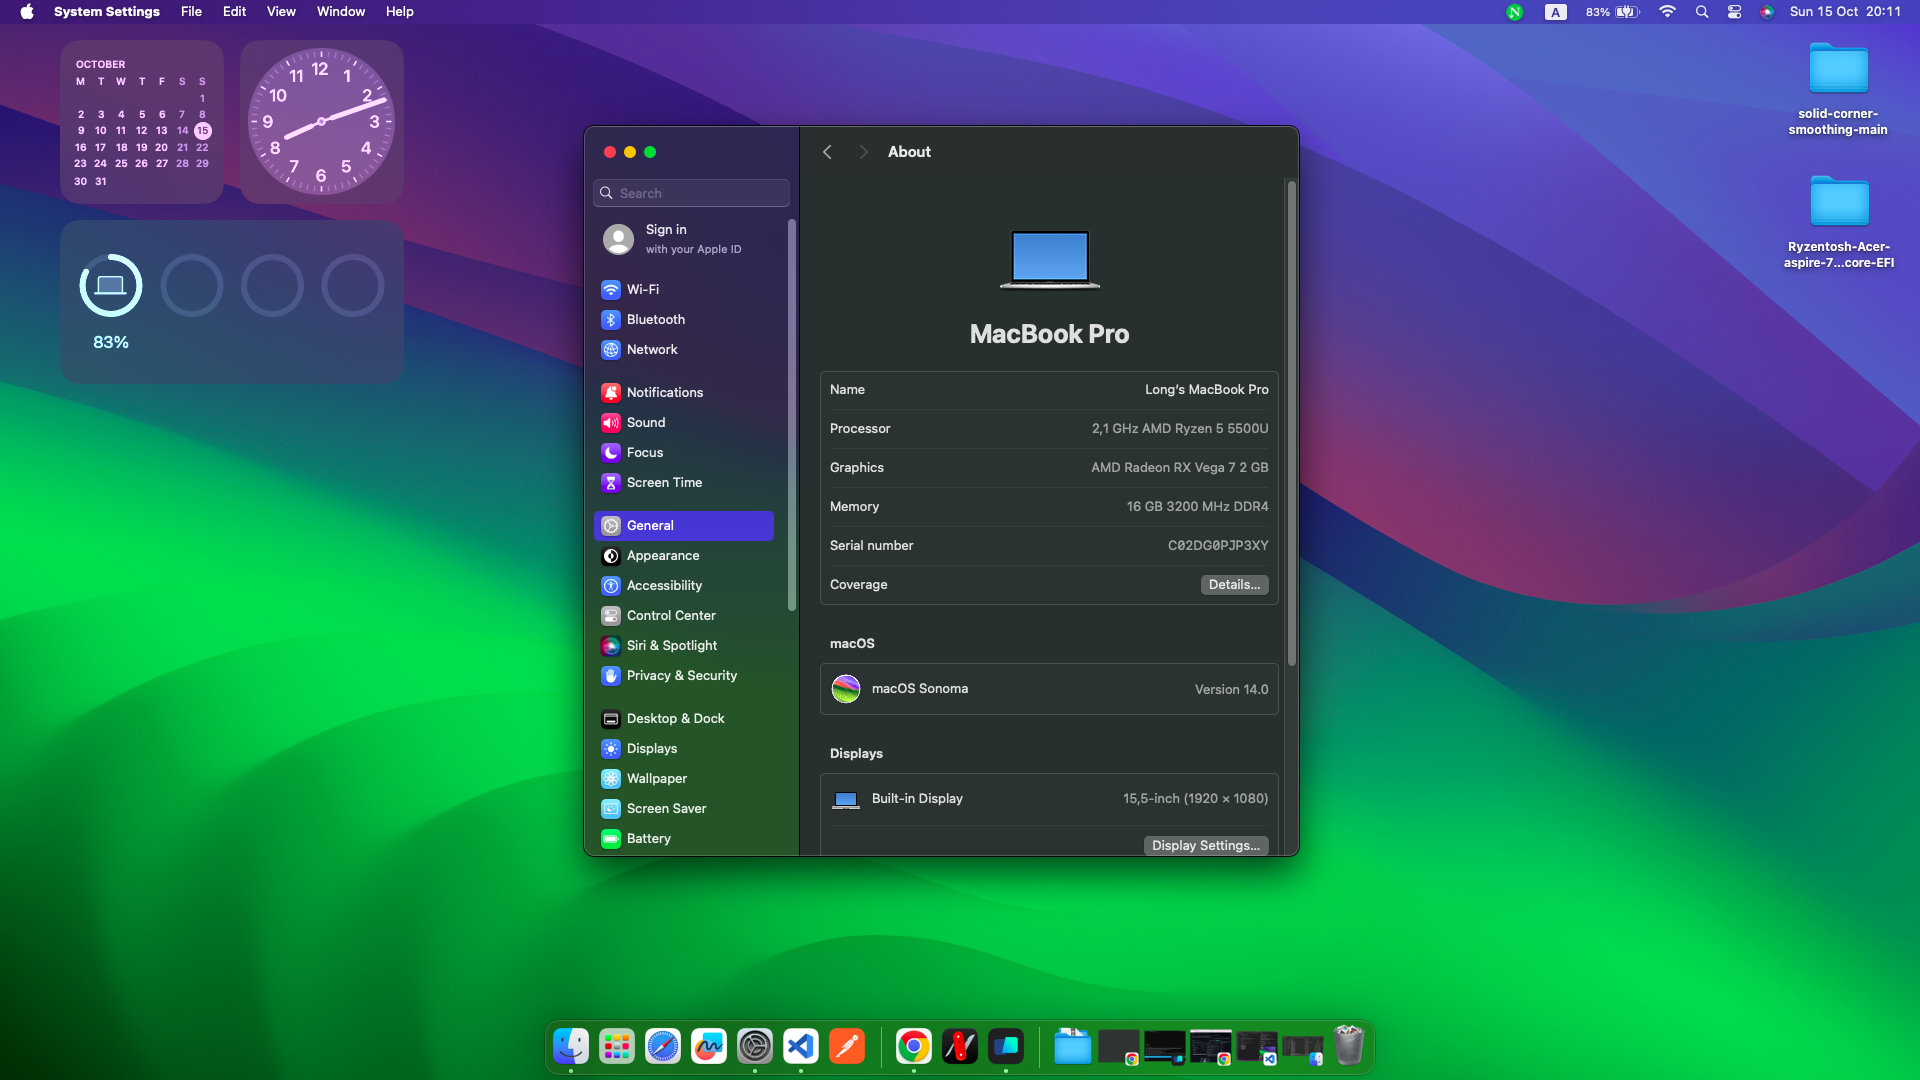 System Settings File Edit View Window Help
A 83% Sun 15 Oct 20:11
OCTOBER
M T W T F S S
1
2 3 4 5 6 7 8
9 10 11 12 13 14 15
16 17 18 19 20 21 22
23 24 25 26 27 28 29
30 31
12 1 2 3 4 5 6 7 8 9 10 11
83%
solid-corner-
smoothing-main
Ryzentosh-Acer-
aspire-7...core-EFI
Search
Sign in
with your Apple ID
Wi-Fi
Bluetooth
Network
Notifications
Sound
Focus
Screen Time
General
Appearance
Accessibility
Control Center
Siri & Spotlight
Privacy & Security
Desktop & Dock
Displays
Wallpaper
Screen Saver
Battery
About
MacBook Pro
Name Long's MacBook Pro
Processor 2,1 GHz AMD Ryzen 5 5500U
Graphics AMD Radeon RX Vega 7 2 GB
Memory 16 GB 3200 MHz DDR4
Serial number C02DG0PJP3XY
Coverage Details...
macOS
macOS Sonoma Version 14.0
Displays
Built-in Display 15,5-inch (1920 × 1080)
Display Settings...